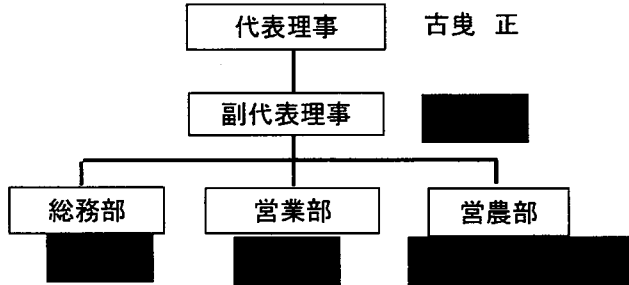 代表理事 古曳 正
副代表理事
総務部 営業部 営農部